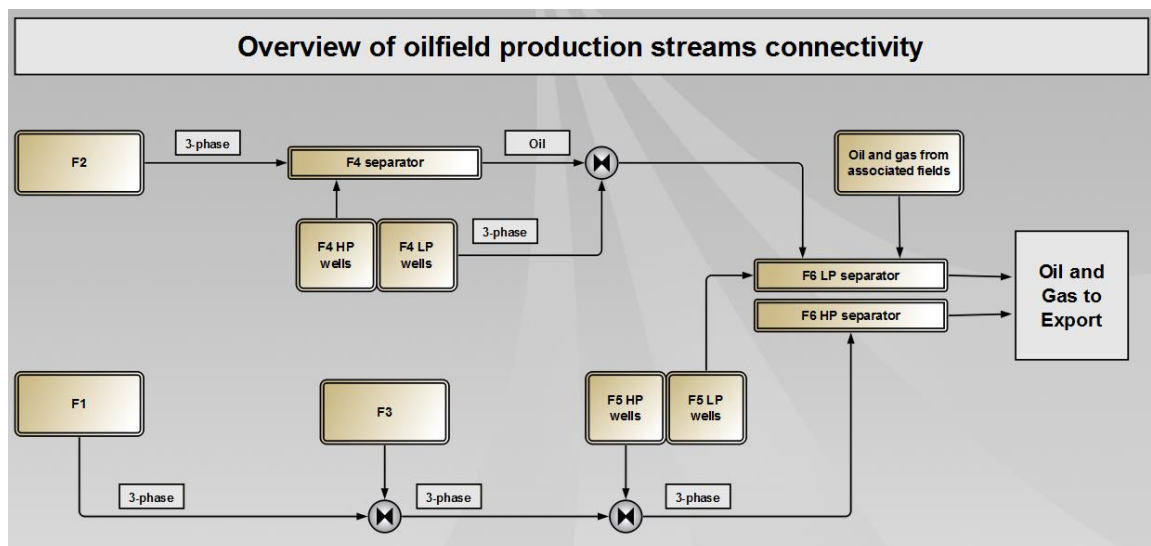 Overview of oilfield production streams connectivity
F2
3-phase
F4 separator
Oil
Oil and gas from
associated fields
F4 HP
wells
F4 LP
wells
3-phase
F6 LP separator
F6 HP separator
Oil and
Gas to
Export
F1
F3
F5 HP
wells
F5 LP
wells
3-phase
3-phase
3-phase